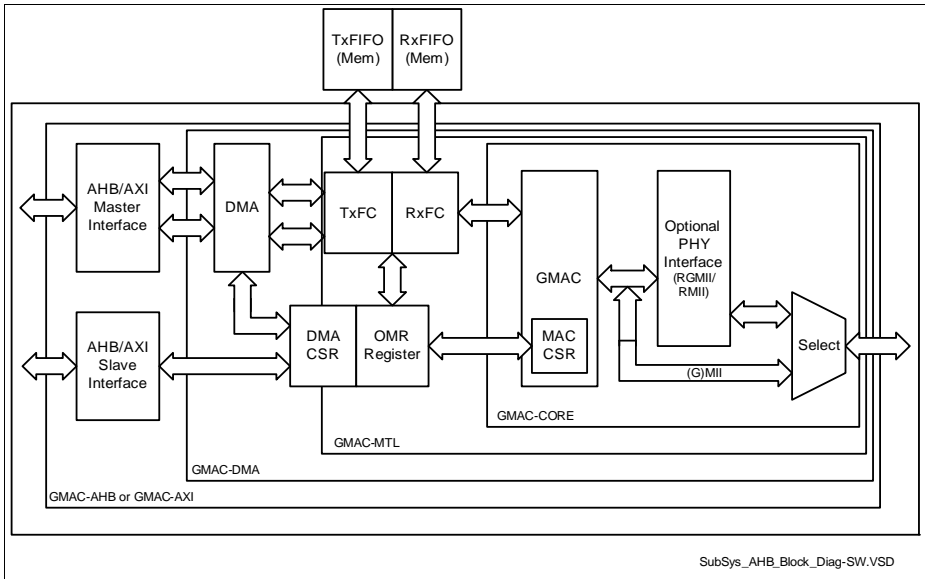 TxFIFO
(Mem)
RxFIFO
(Mem)
AHB/AXI
Master
Interface
DMA
TxFC
RxFC
GMAC
Optional
PHY
Interface
(RGMII/
RMII)
AHB/AXI
Slave
Interface
DMA
CSR
OMR
Register
MAC
CSR
Select
(G)MII
GMAC-CORE
GMAC-MTL
GMAC-DMA
GMAC-AHB or GMAC-AXI
SubSys_AHB_Block_Diag-SW.VSD